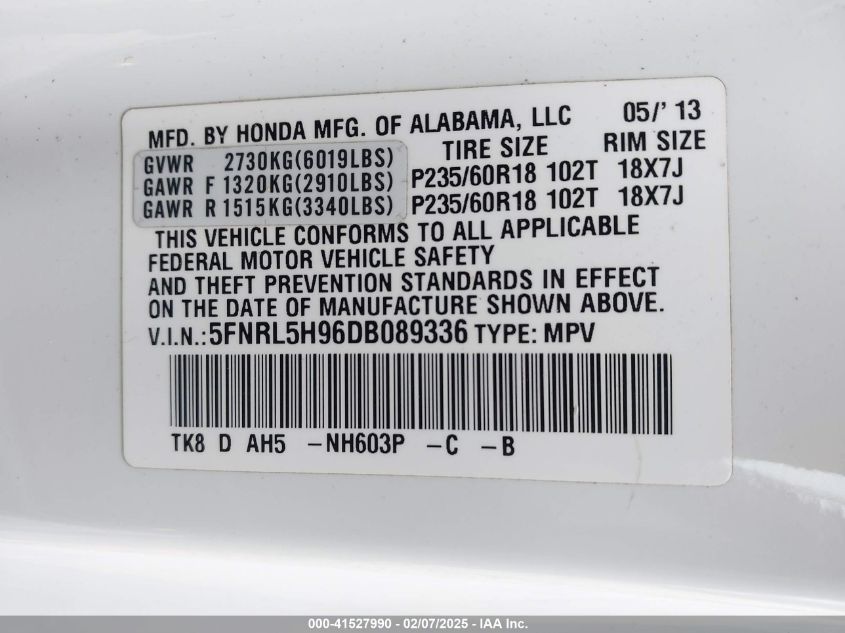 MFD. BY HONDA MFG. OF ALABAMA, LLC 05/' 13
TIRE SIZE RIM SIZE
GVWR 2730KG(6019LBS)
GAWR F 1320KG(2910LBS) P235/60R18 102T 18X7J
GAWR R 1515KG(3340LBS) P235/60R18 102T 18X7J
THIS VEHICLE CONFORMS TO ALL APPLICABLE
FEDERAL MOTOR VEHICLE SAFETY
AND THEFT PREVENTION STANDARDS IN EFFECT
ON THE DATE OF MANUFACTURE SHOWN ABOVE.
V.I.N.: 5FNRL5H96DB089336 TYPE: MPV
TK8 D AH5 -NH603P -C -B
000-41527990 - 02/07/2025 - IAA Inc.